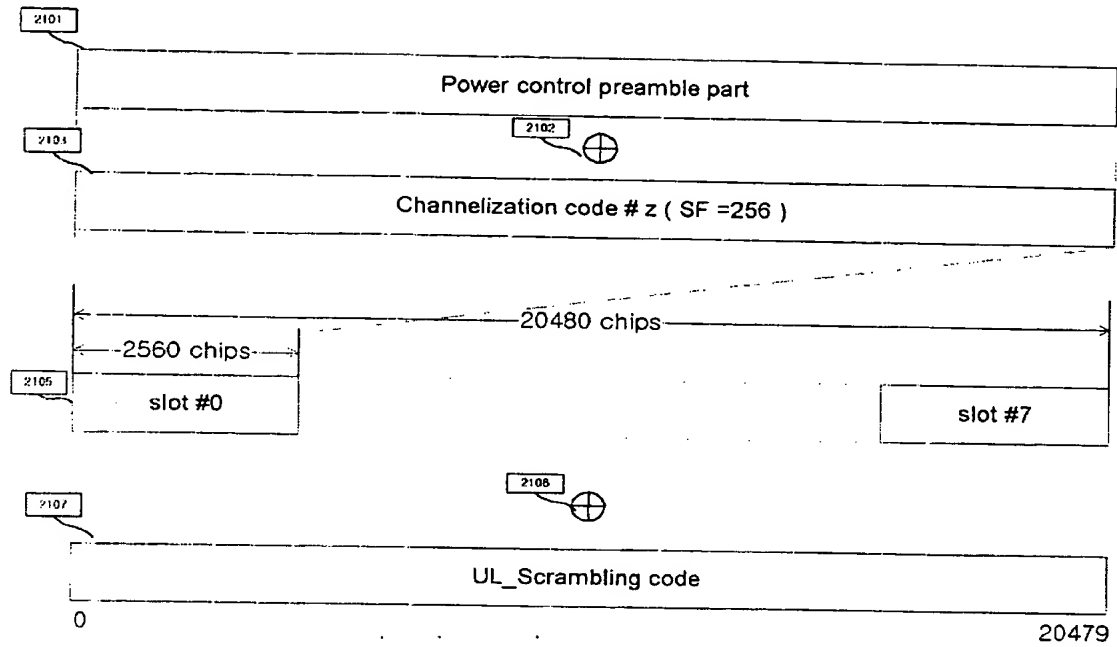 2101
Power control preamble part
2102
2103
Channelization code # z ( SF =256 )
20480 chips
2560 chips
2105
slot #0
slot #7
2107
2106
UL_Scrambling code
0
20479